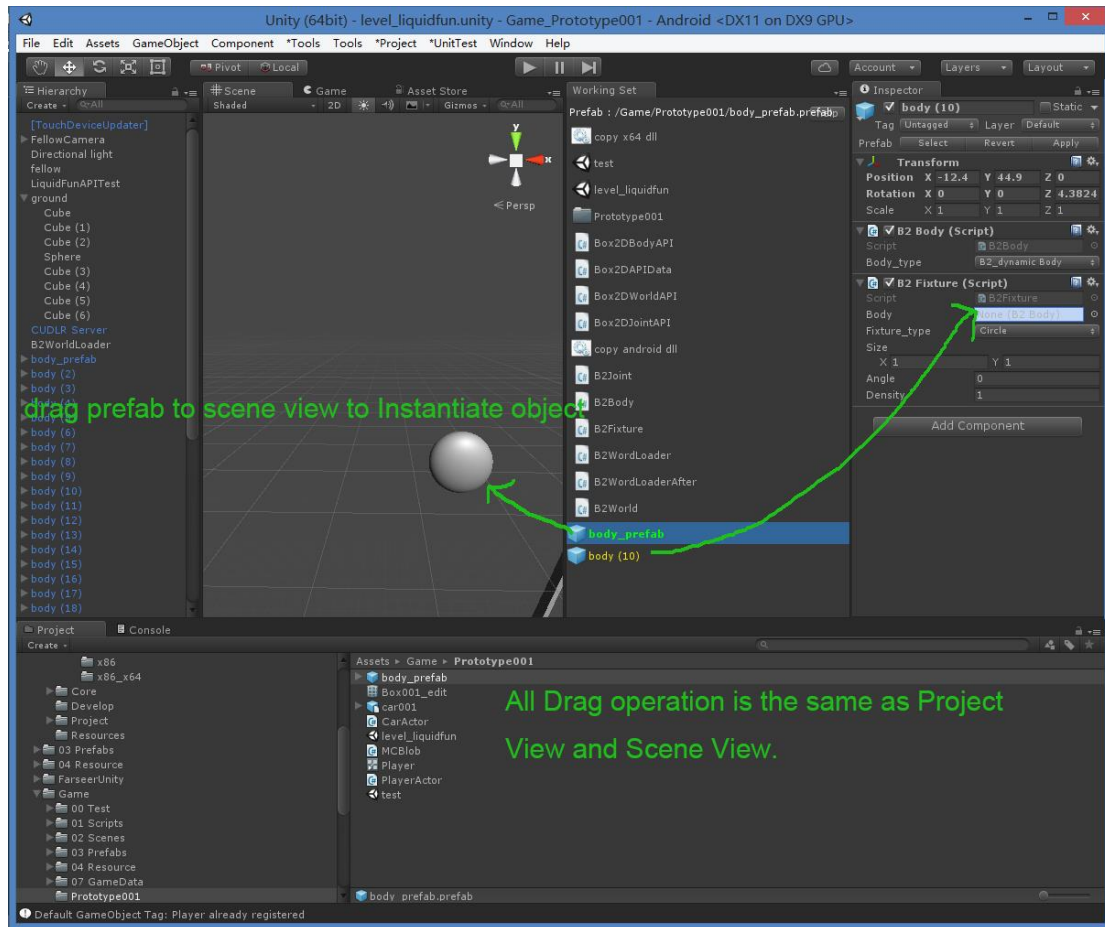 Unity (64bit) - level_liquidfun.unity - Game_Prototype001 - Android <DX11 on DX9 GPU>
File Edit Assets GameObject Component *Tools Tools *Project *UnitTest Window Help
Pivot Local Account Layers Layout
Hierarchy
Create All
[TouchDeviceUpdater]
FellowCamera
Directional light
fellow
LiquidFunAPITest
ground
Cube
Cube (1)
Cube (2)
Sphere
Cube (3)
Cube (4)
Cube (5)
Cube (6)
CUDLR Server
B2WorldLoader
body_prefab
body (2)
body (3)
body (6)
body (7)
body (8)
body (9)
body (10)
body (11)
body (12)
body (13)
body (14)
body (15)
body (16)
body (17)
body (18)
Scene Game Asset Store
Shaded 2D Gizmos All
y
x
Persp
drag prefab to scene view to Instantiate object
Working Set
Prefab : /Game/Prototype001/body_prefab.prefab
copy x64 dll
test
level_liquidfun
Prototype001
Box2DBodyAPI
Box2DAPIData
Box2DWorldAPI
Box2DJointAPI
copy android dll
B2Joint
B2Body
B2Fixture
B2WordLoader
B2WordLoaderAfter
B2World
body_prefab
body (10)
Inspector
body (10) Static
Tag Untagged Layer Default
Prefab Select Revert Apply
Transform
Position X -12.4 Y 44.9 Z 0
Rotation X 0 Y 0 Z 4.3824
Scale X 1 Y 1 Z 1
B2 Body (Script)
Script B2Body
Body_type B2_dynamic Body
B2 Fixture (Script)
Script B2Fixture
Body None (B2 Body)
Fixture_type Circle
Size
X 1 Y 1
Angle 0
Density 1
Add Component
Project Console
Create
x86
x86_x64
Core
Develop
Project
Resources
03 Prefabs
04 Resource
FarseerUnity
Game
00 Test
01 Scripts
02 Scenes
03 Prefabs
04 Resource
07 GameData
Prototype001
Assets Game Prototype001
body_prefab
Box001_edit
car001
CarActor
level_liquidfun
MCBlob
Player
PlayerActor
test
All Drag operation is the same as Project
View and Scene View.
body_prefab.prefab
Default GameObject Tag: Player already registered